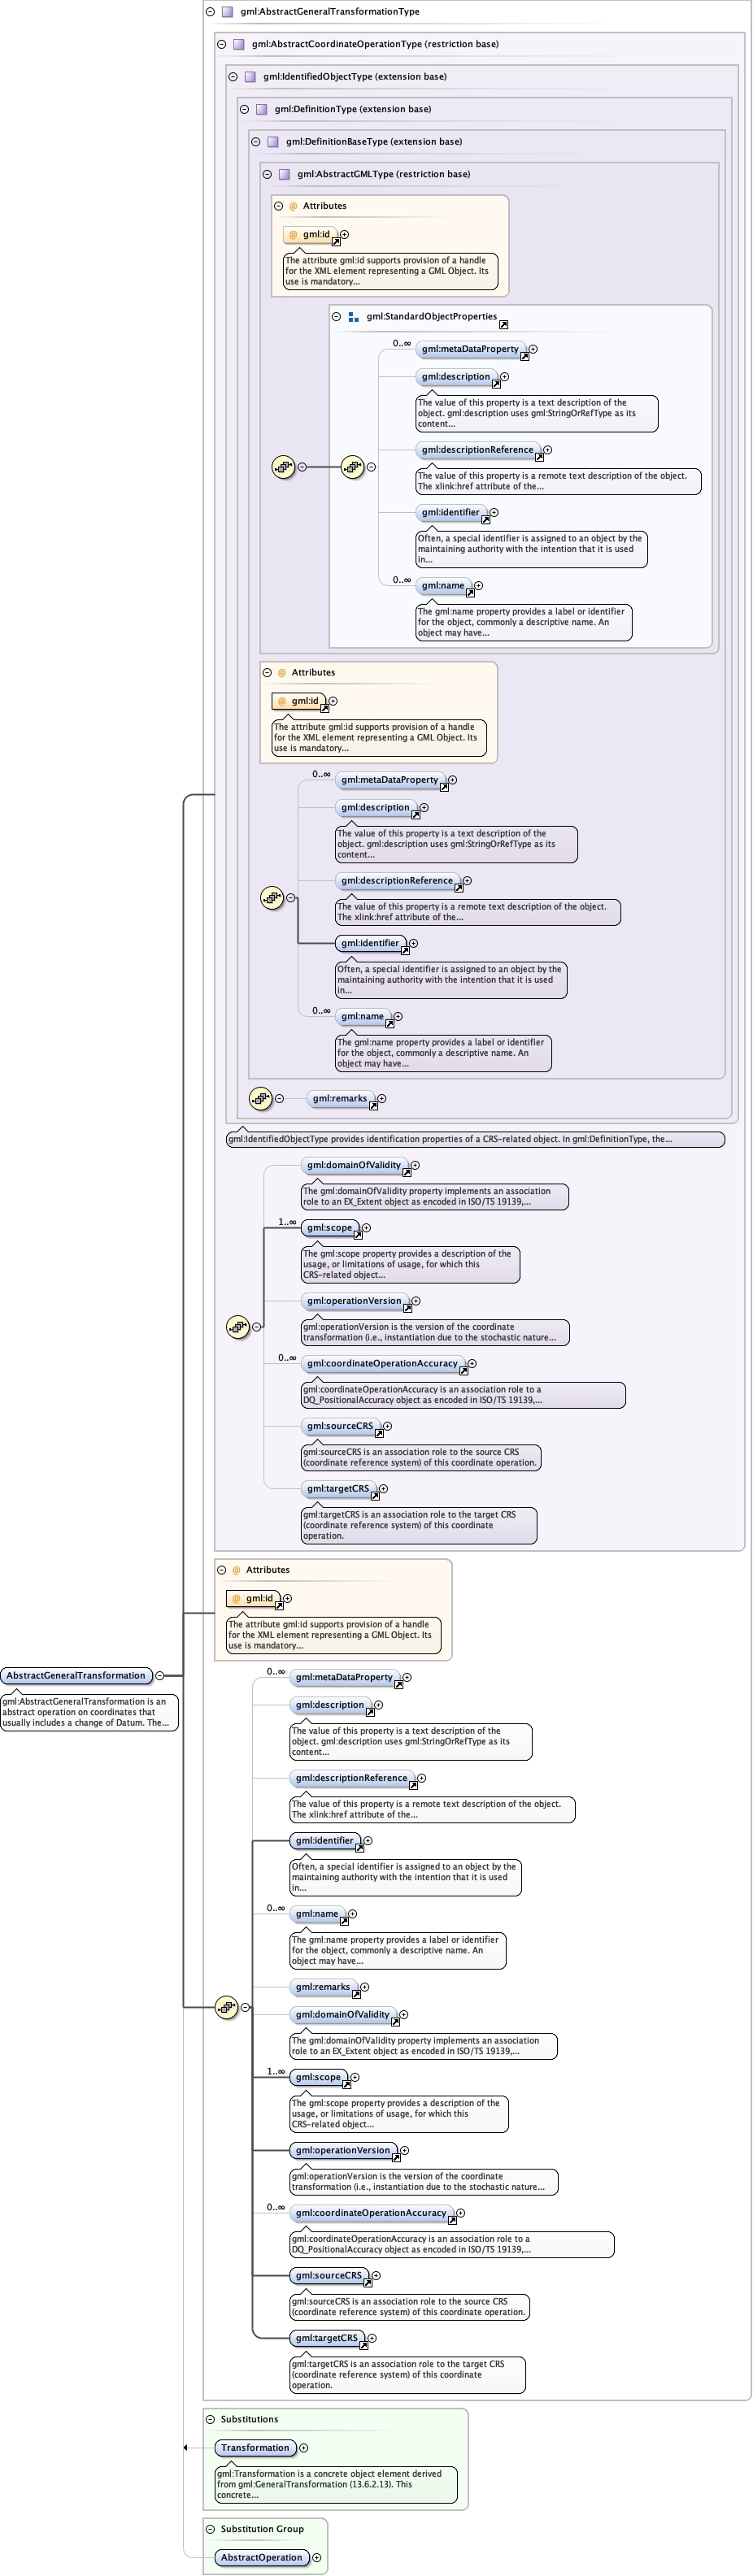 gml:AbstractGeneralTransformationType
gml:AbstractCoordinateOperationType (restriction base)
gml:IdentifiedObjectType (extension base)
gml:DefinitionType (extension base)
gml:DefinitionBaseType (extension base)
gml:AbstractGMLType (restriction base)
@ Attributes
@ gml:id
The attribute gml:id supports provision of a handle
for the XML element representing a GML Object. Its
use is mandatory...
gml:StandardObjectProperties
0..∞
gml:metaDataProperty
gml:description
The value of this property is a text description of the
object. gml:description uses gml:StringOrRefType as its
content...
gml:descriptionReference
The value of this property is a remote text description of the object.
The xlink:href attribute of the...
gml:identifier
Often, a special identifier is assigned to an object by the
maintaining authority with the intention that it is used
in...
0..∞
gml:name
The gml:name property provides a label or identifier
for the object, commonly a descriptive name. An
object may have...
@ Attributes
@ gml:id
The attribute gml:id supports provision of a handle
for the XML element representing a GML Object. Its
use is mandatory...
0..∞
gml:metaDataProperty
gml:description
The value of this property is a text description of the
object. gml:description uses gml:StringOrRefType as its
content...
gml:descriptionReference
The value of this property is a remote text description of the object.
The xlink:href attribute of the...
gml:identifier
Often, a special identifier is assigned to an object by the
maintaining authority with the intention that it is used
in...
0..∞
gml:name
The gml:name property provides a label or identifier
for the object, commonly a descriptive name. An
object may have...
gml:remarks
gml:IdentifiedObjectType provides identification properties of a CRS-related object. In gml:DefinitionType, the...
gml:domainOfValidity
The gml:domainOfValidity property implements an association
role to an EX_Extent object as encoded in ISO/TS 19139,...
1..∞
gml:scope
The gml:scope property provides a description of the
usage, or limitations of usage, for which this
CRS-related object...
gml:operationVersion
gml:operationVersion is the version of the coordinate
transformation (i.e., instantiation due to the stochastic nature...
0..∞
gml:coordinateOperationAccuracy
gml:coordinateOperationAccuracy is an association role to a
DQ_PositionalAccuracy object as encoded in ISO/TS 19139,...
gml:sourceCRS
gml:sourceCRS is an association role to the source CRS
(coordinate reference system) of this coordinate operation.
gml:targetCRS
gml:targetCRS is an association role to the target CRS
(coordinate reference system) of this coordinate
operation.
@ Attributes
@ gml:id
The attribute gml:id supports provision of a handle
for the XML element representing a GML Object. Its
use is mandatory...
AbstractGeneralTransformation
gml:AbstractGeneralTransformation is an
abstract operation on coordinates that
usually includes a change of Datum. The...
0..∞
gml:metaDataProperty
gml:description
The value of this property is a text description of the
object. gml:description uses gml:StringOrRefType as its
content...
gml:descriptionReference
The value of this property is a remote text description of the object.
The xlink:href attribute of the...
gml:identifier
Often, a special identifier is assigned to an object by the
maintaining authority with the intention that it is used
in...
0..∞
gml:name
The gml:name property provides a label or identifier
for the object, commonly a descriptive name. An
object may have...
gml:remarks
gml:domainOfValidity
The gml:domainOfValidity property implements an association
role to an EX_Extent object as encoded in ISO/TS 19139,...
1..∞
gml:scope
The gml:scope property provides a description of the
usage, or limitations of usage, for which this
CRS-related object...
gml:operationVersion
gml:operationVersion is the version of the coordinate
transformation (i.e., instantiation due to the stochastic nature...
0..∞
gml:coordinateOperationAccuracy
gml:coordinateOperationAccuracy is an association role to a
DQ_PositionalAccuracy object as encoded in ISO/TS 19139,...
gml:sourceCRS
gml:sourceCRS is an association role to the source CRS
(coordinate reference system) of this coordinate operation.
gml:targetCRS
gml:targetCRS is an association role to the target CRS
(coordinate reference system) of this coordinate
operation.
Substitutions
Transformation
gml:Transformation is a concrete object element derived
from gml:GeneralTransformation (13.6.2.13). This
concrete...
Substitution Group
AbstractOperation